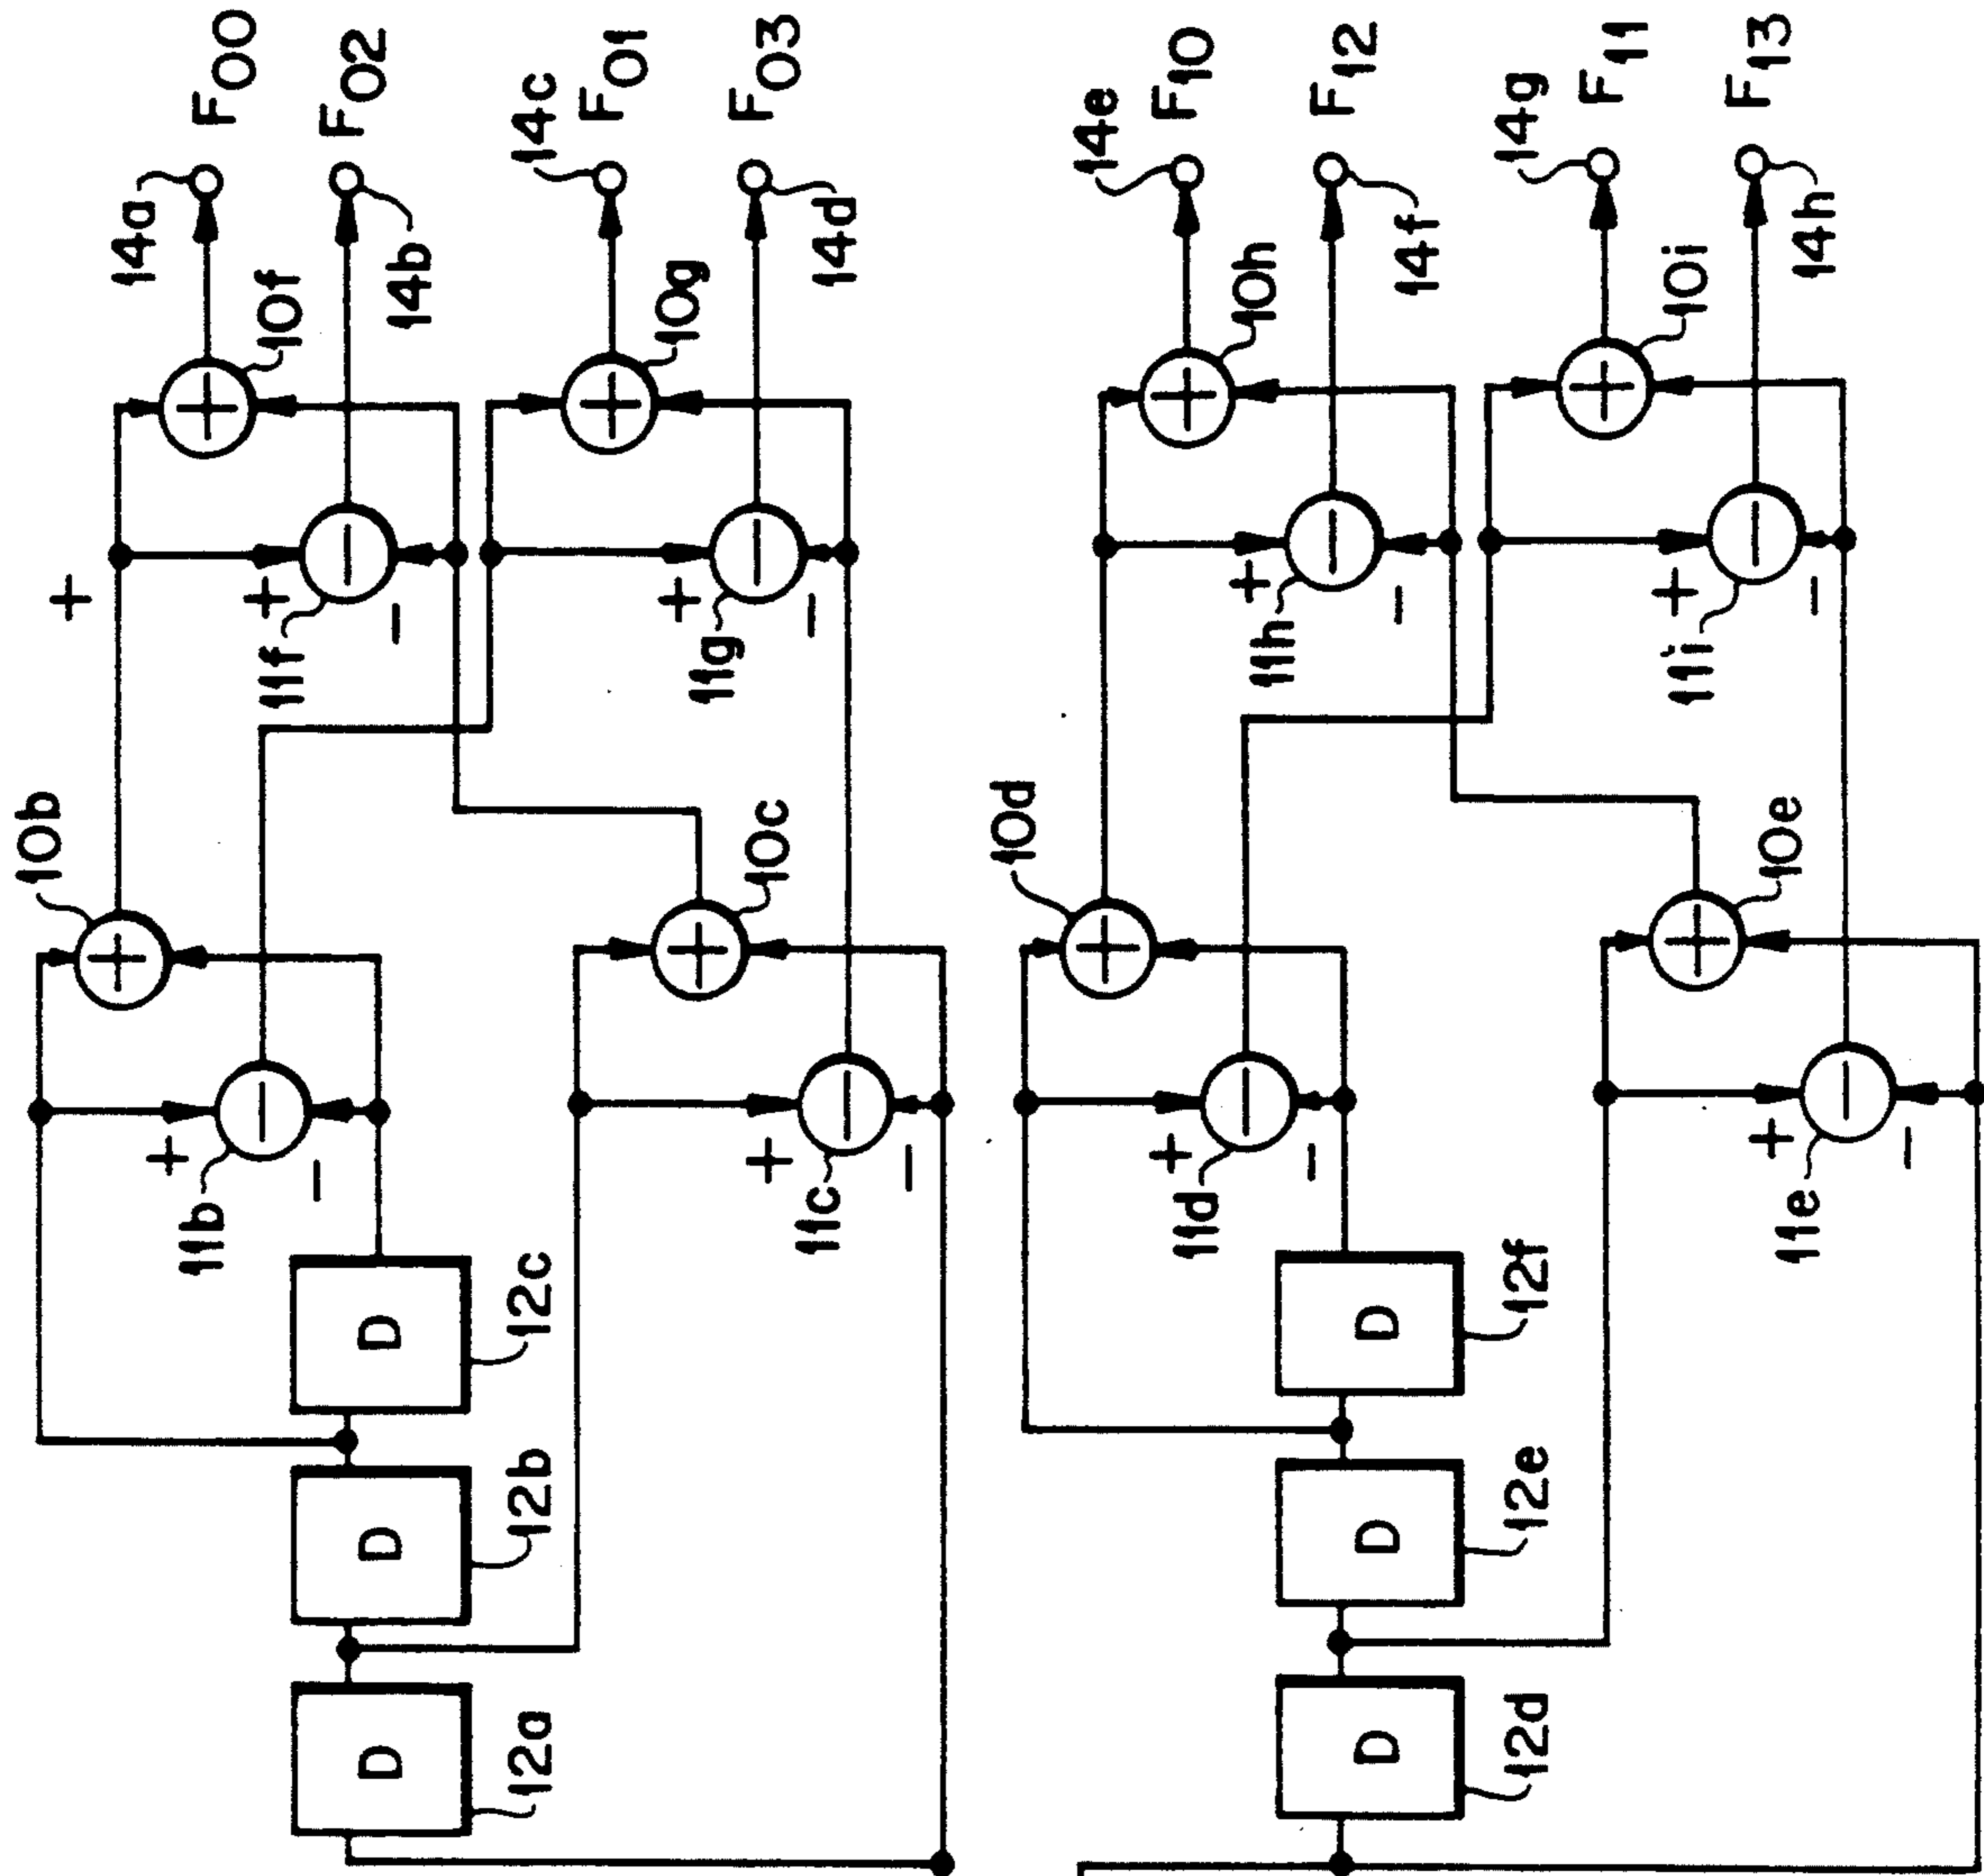 F00
14a
F02
10f
14b
14c
F01
10g
F03
14d
+
+
11f
−
+
11g
−
10b
10c
+
11b
−
+
11c
−
D
12c
D
12b
D
12a
14e
F10
F12
10h
14f
14g
F11
10i
F13
14h
+
11h
−
+
11i
−
10d
10e
+
11d
−
+
11e
−
D
12f
D
12e
D
12d